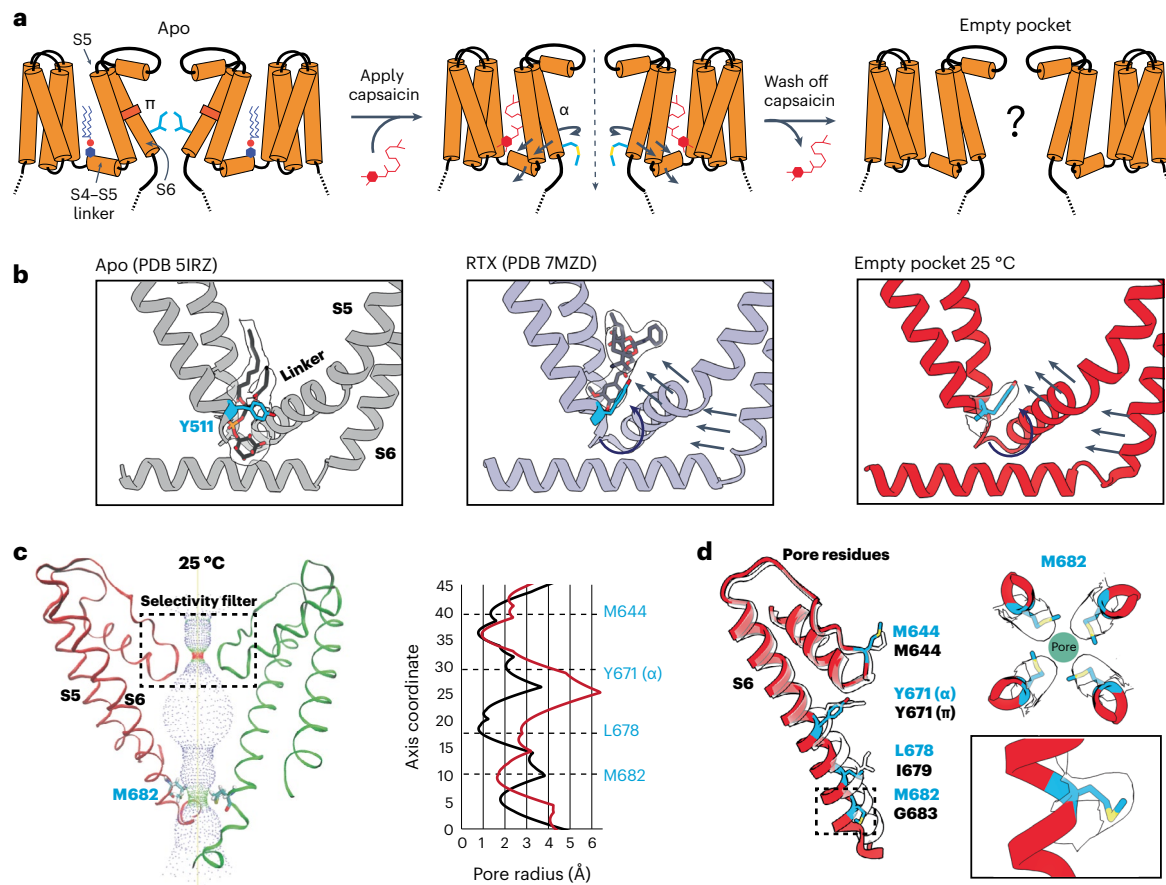 a
Apo
Empty pocket
S5
π
S4–S5
linker
S6
Apply
capsaicin
α
Wash off
capsaicin
?
b
Apo (PDB 5IRZ)
RTX (PDB 7MZD)
Empty pocket 25 °C
S5
Linker
Y511
S6
c
25 °C
Selectivity filter
S5
S6
M682
Axis coordinate
45
40
35
30
25
20
15
10
5
0
M644
Y671 (α)
L678
M682
0 1 2 3 4 5 6
Pore radius (Å)
d
Pore residues
S6
M644
M644
Y671 (α)
Y671 (π)
L678
I679
M682
G683
M682
Pore